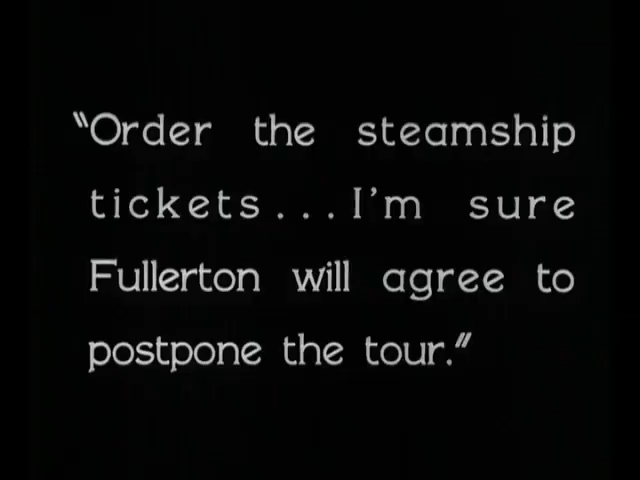 “Order the steamship
tickets...I'm sure
Fullerton will agree to
postpone the tour.”